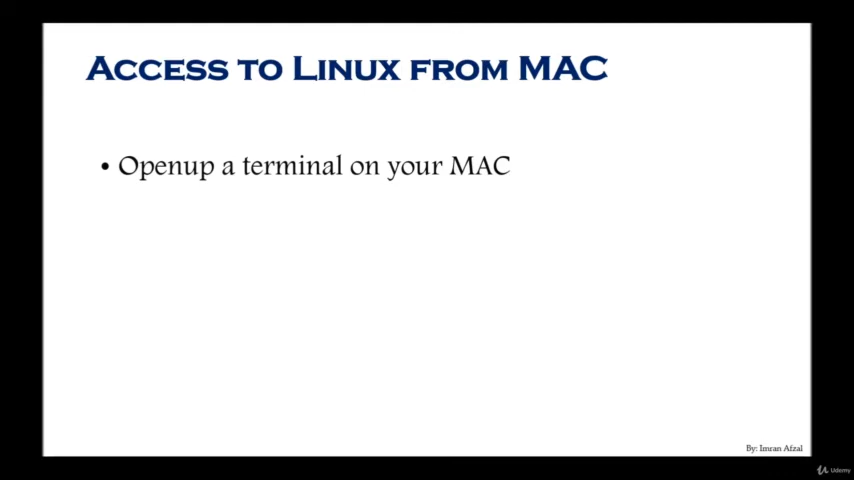 ACCESS TO LINUX FROM MAC
• Openup a terminal on your MAC
By: Imran Afzal
Udemy